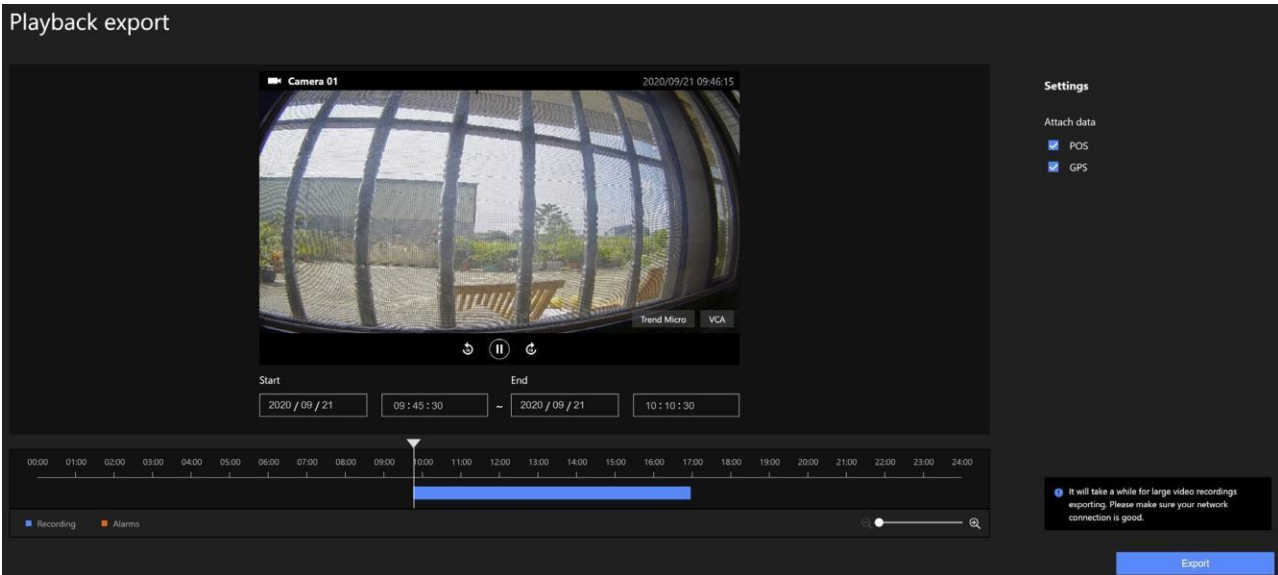 Playback export
Camera 01
2020/09/21 09:46:15
Settings
Attach data
POS
GPS
Trend Micro
VCA
Start
End
2020 / 09 / 21
09 : 45 : 30
~
2020 / 09 / 21
10 : 10 : 30
00:00 01:00 02:00 03:00 04:00 05:00 06:00 07:00 08:00 09:00 10:00 11:00 12:00 13:00 14:00 15:00 16:00 17:00 18:00 19:00 20:00 21:00 22:00 23:00 24:00
Recording
Alarms
It will take a while for large video recordings
exporting. Please make sure your network
connection is good.
Export